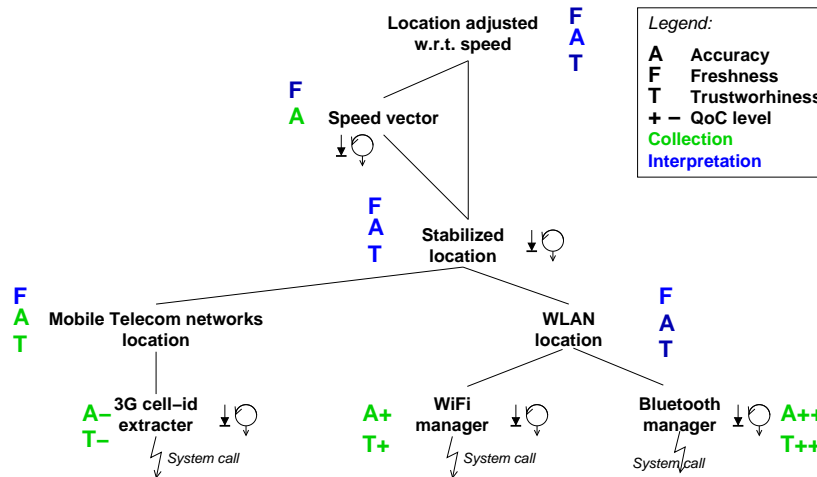 Location adjusted
w.r.t. speed
F
A
T
Legend:
A Accuracy
F Freshness
T Trustworhiness
+ − QoC level
Collection
Interpretation
F
A
Speed vector
F
A
T
Stabilized
location
F
A
T
Mobile Telecom networks
location
WLAN
location
F
A
T
A−
T−
3G cell−id
extracter
System call
A+
T+
WiFi
manager
System call
Bluetooth
manager
System call
A++
T++